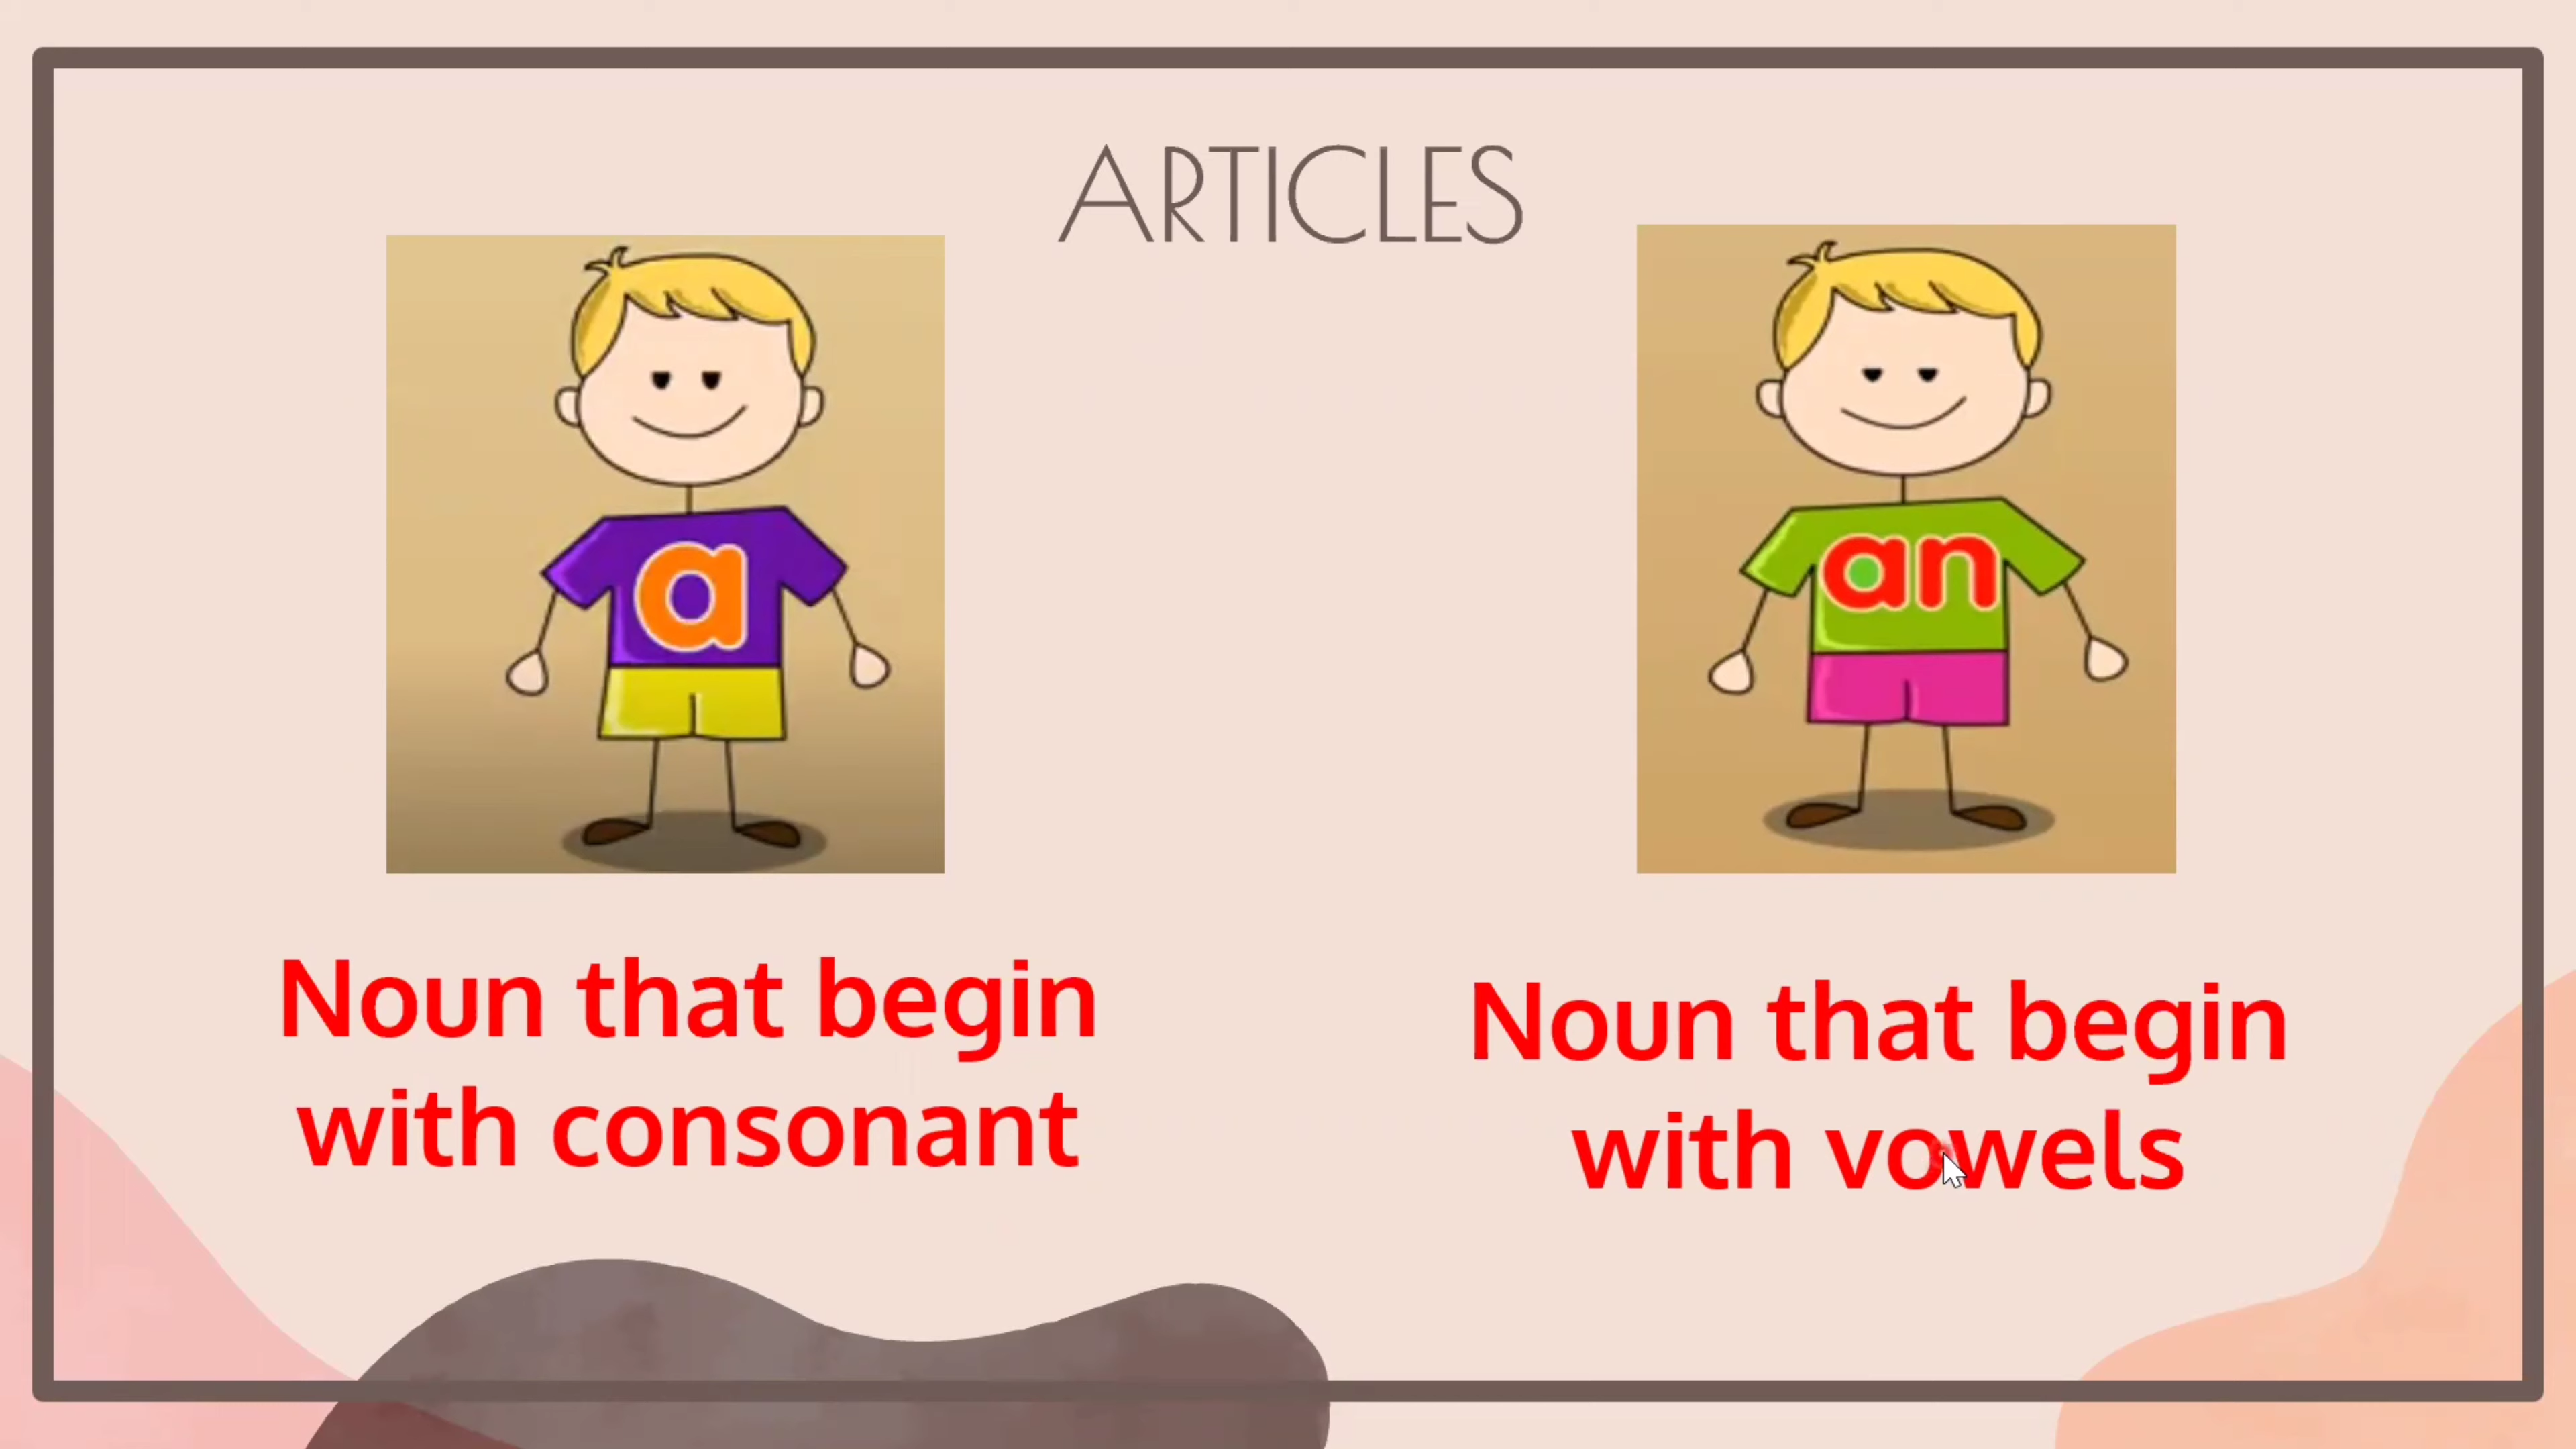 ARTICLES
a
an
Noun that begin
with consonant
Noun that begin
with vowels